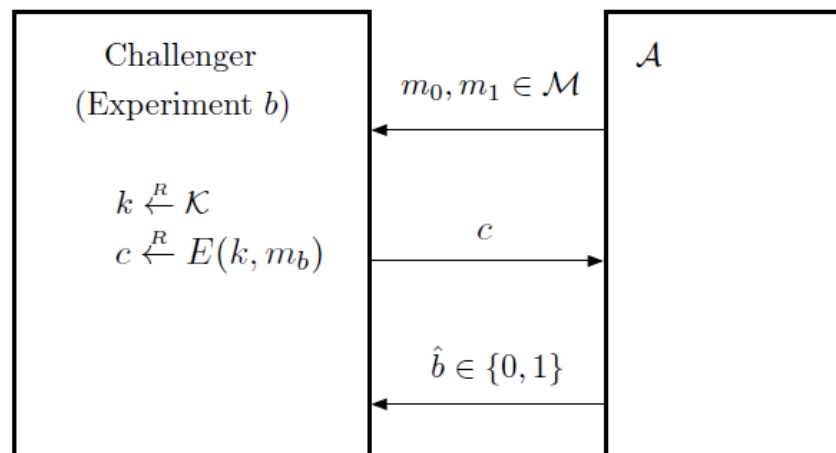 Challenger
(Experiment b)
𝒜
m₀, m₁ ∈ ℳ
k ←ᴿ 𝒦
c ←ᴿ E(k, m_b)
c
b̂ ∈ {0, 1}